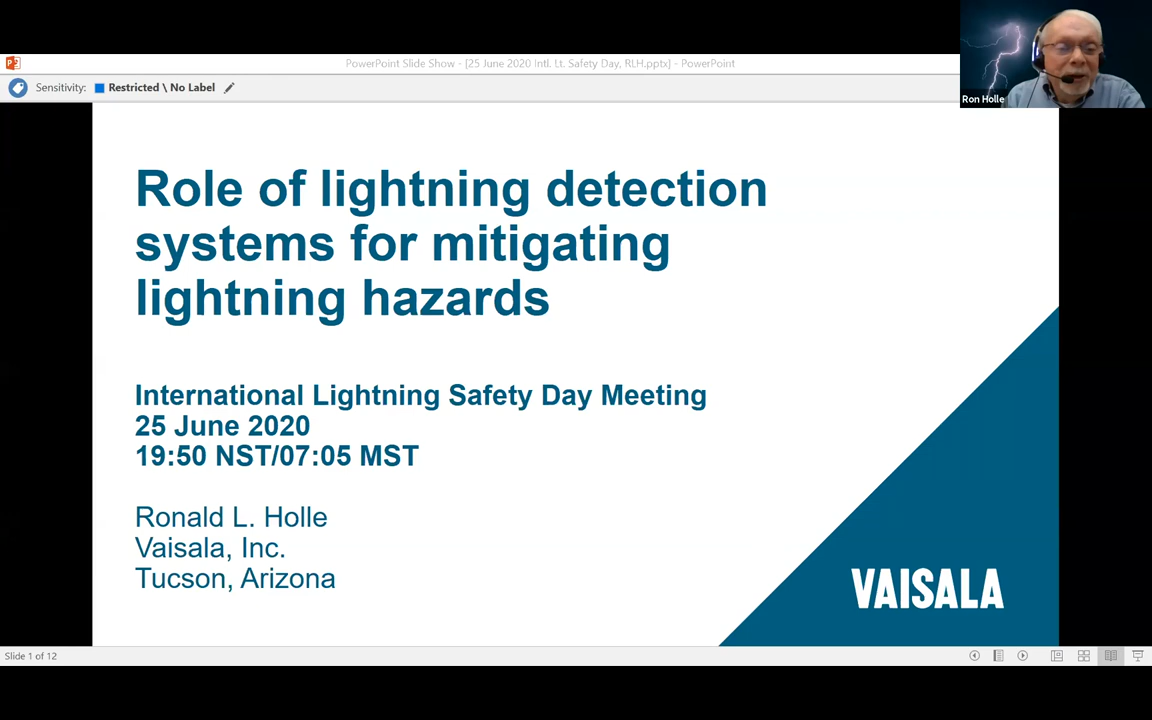 PowerPoint Slide Show - [25 June 2020 Intl. Lt. Safety Day, RLH.pptx] - PowerPoint
Sensitivity: Restricted \ No Label
Ron Holle
Role of lightning detection
systems for mitigating
lightning hazards
International Lightning Safety Day Meeting
25 June 2020
19:50 NST/07:05 MST
Ronald L. Holle
Vaisala, Inc.
Tucson, Arizona
VAISALA
Slide 1 of 12